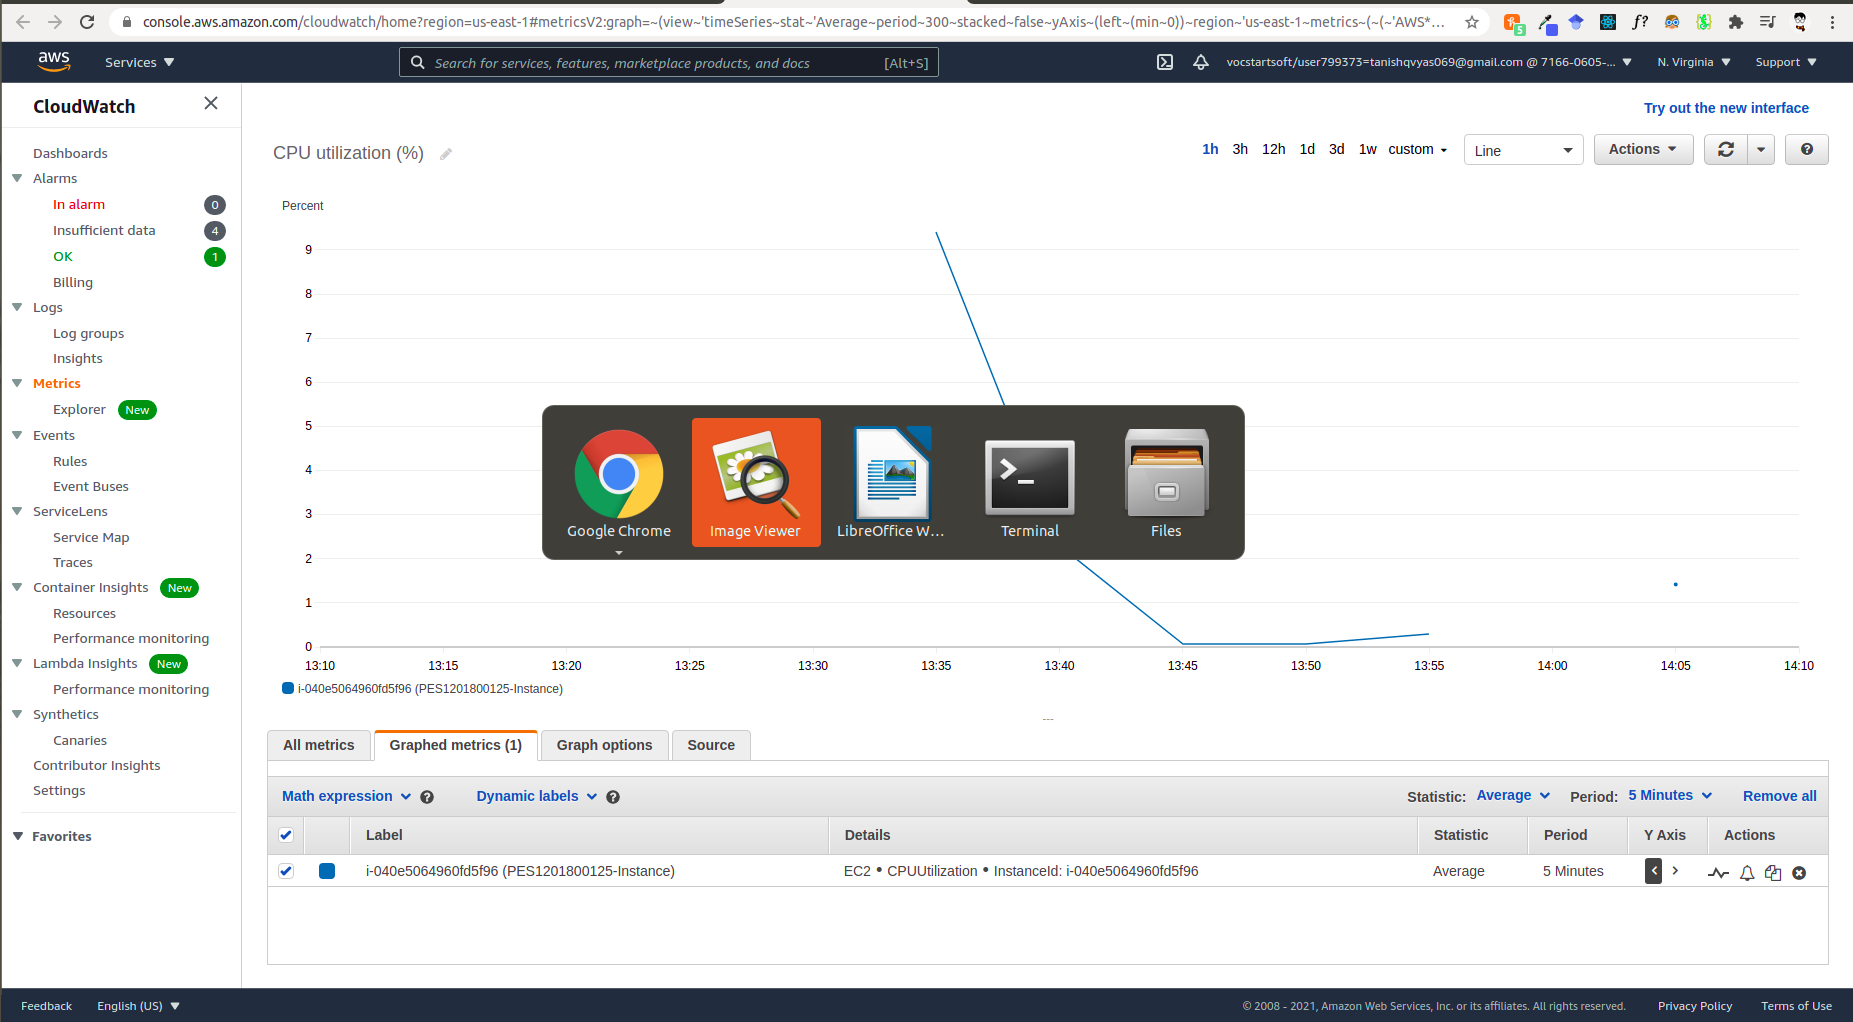 console.aws.amazon.com/cloudwatch/home?region=us-east-1#metricsV2:graph=~(view~'timeSeries~stat~'Average~period~300~stacked~false~yAxis~(left~(min~0))~region~'us-east-1~metrics~(~(~'AWS*...
5
f?
aws
Services
Search for services, features, marketplace products, and docs [Alt+S]
vocstartsoft/user799373=tanishqvyas069@gmail.com @ 7166-0605-...
N. Virginia
Support
CloudWatch
Dashboards
Alarms
In alarm 0
Insufficient data 4
OK 1
Billing
Logs
Log groups
Insights
Metrics
Explorer New
Events
Rules
Event Buses
ServiceLens
Service Map
Traces
Container Insights New
Resources
Performance monitoring
Lambda Insights New
Performance monitoring
Synthetics
Canaries
Contributor Insights
Settings
Favorites
Try out the new interface
CPU utilization (%)
1h 3h 12h 1d 3d 1w custom
Line
Actions
Percent
9
8
7
6
5
4
3
2
1
0
13:10 13:15 13:20 13:25 13:30 13:35 13:40 13:45 13:50 13:55 14:00 14:05 14:10
i-040e5064960fd5f96 (PES1201800125-Instance)
Google Chrome
Image Viewer
LibreOffice W...
Terminal
Files
All metrics
Graphed metrics (1)
Graph options
Source
Math expression
Dynamic labels
Statistic: Average
Period: 5 Minutes
Remove all
Label Details Statistic Period Y Axis Actions
i-040e5064960fd5f96 (PES1201800125-Instance) EC2 • CPUUtilization • InstanceId: i-040e5064960fd5f96 Average 5 Minutes
Feedback
English (US)
© 2008 - 2021, Amazon Web Services, Inc. or its affiliates. All rights reserved.
Privacy Policy
Terms of Use